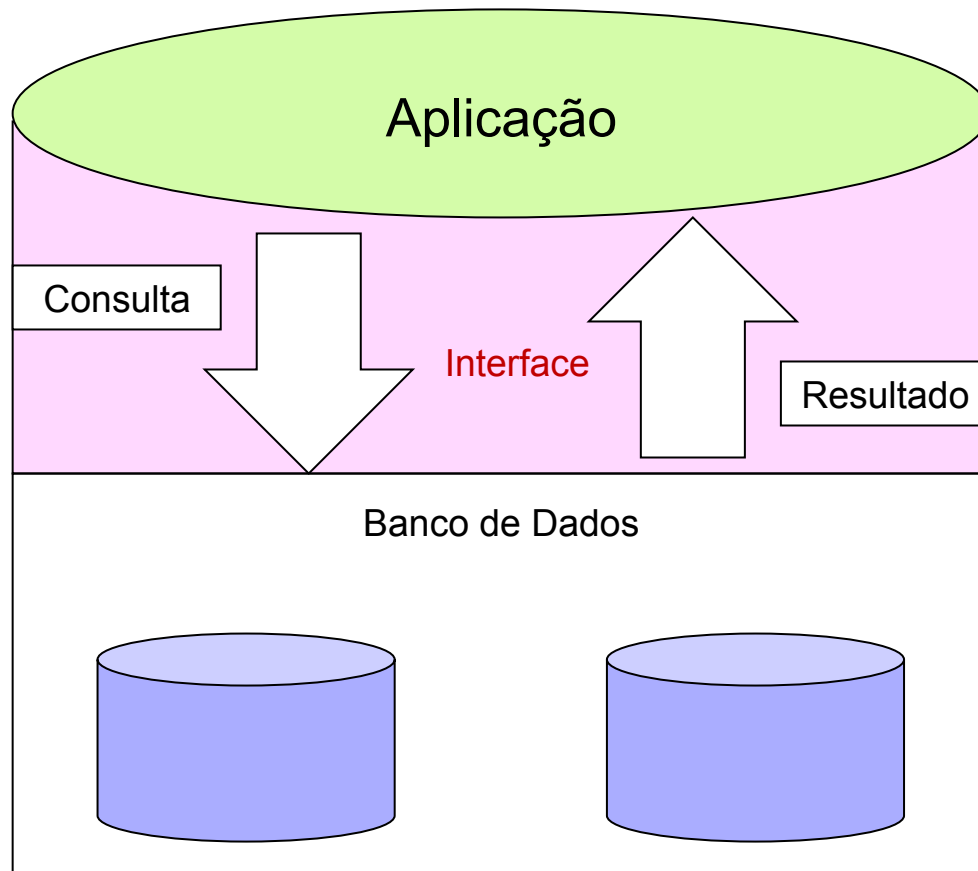 Aplicação
Consulta
Interface
Resultado
Banco de Dados